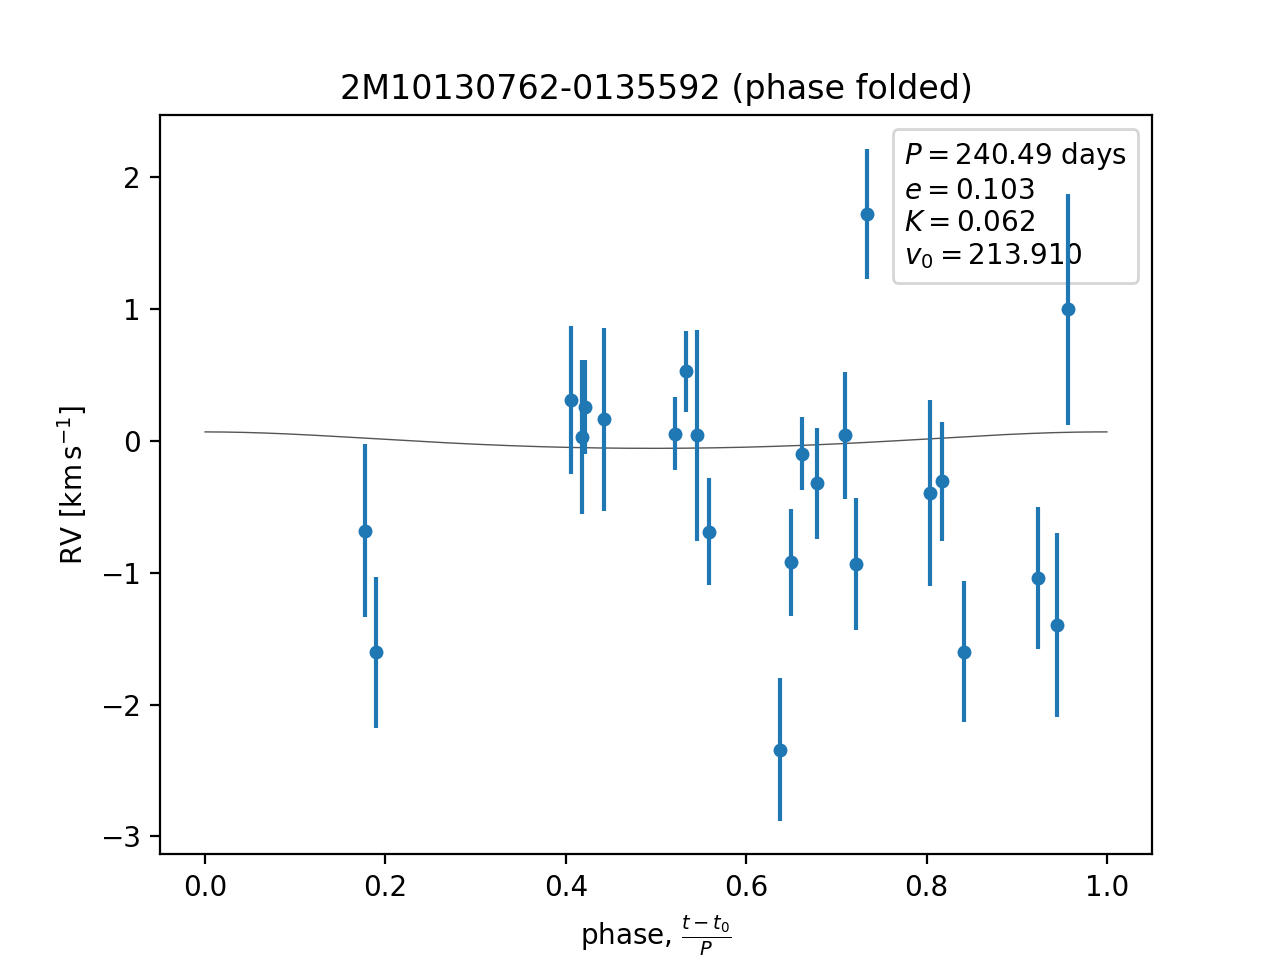 2M10130762-0135592 (phase folded)
P = 240.49 days
e = 0.103
K = 0.062
v₀ = 213.910
2
1
0
−1
−2
−3
RV [km s⁻¹]
0.0 0.2 0.4 0.6 0.8 1.0
phase, (t − t₀)/P